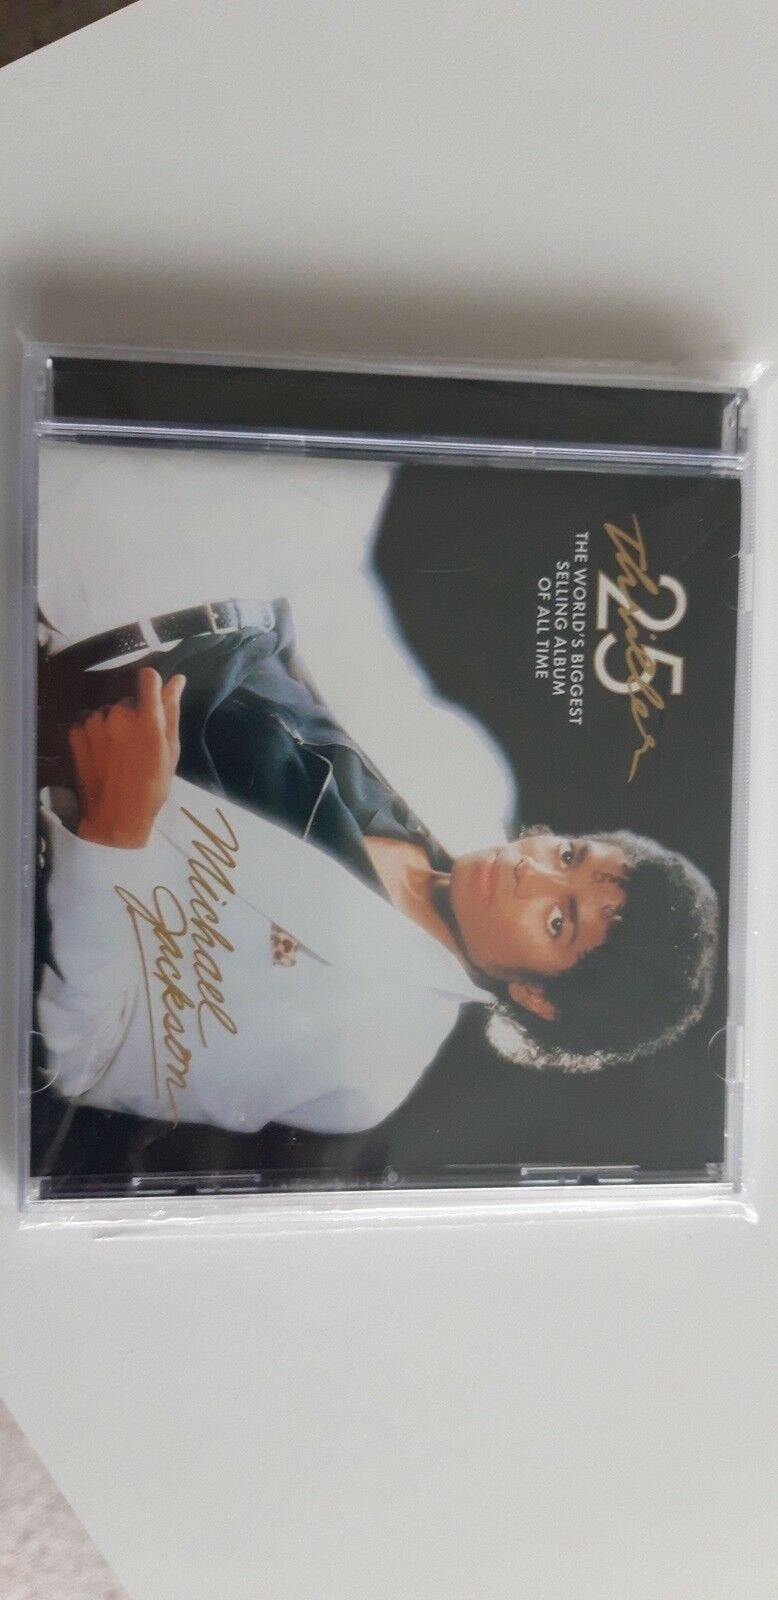 Thriller
25
THE WORLD'S BIGGEST
SELLING ALBUM
OF ALL TIME
Michael
Jackson